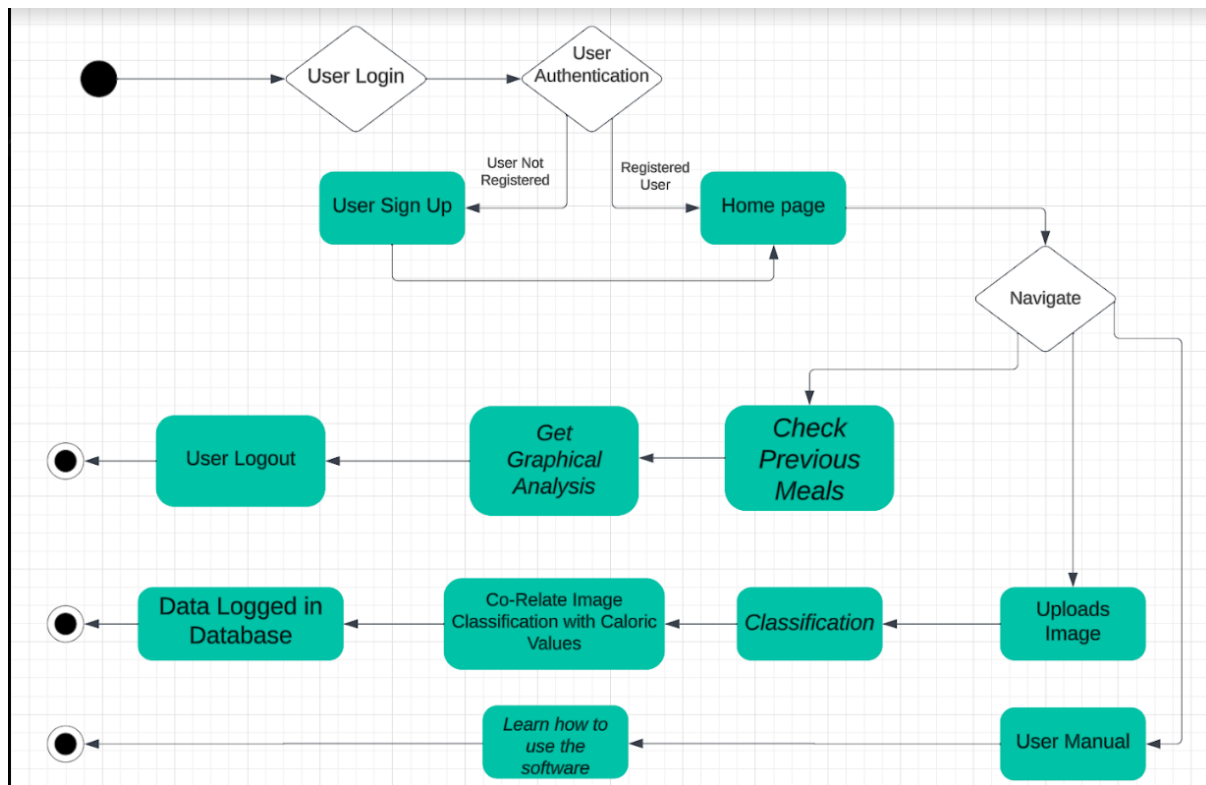 User Login
User
Authentication
User Not
Registered
Registered
User
User Sign Up
Home page
Navigate
Check
Previous
Meals
Get
Graphical
Analysis
User Logout
Uploads
Image
Classification
Co-Relate Image
Classification with Caloric
Values
Data Logged in
Database
User Manual
Learn how to
use the
software